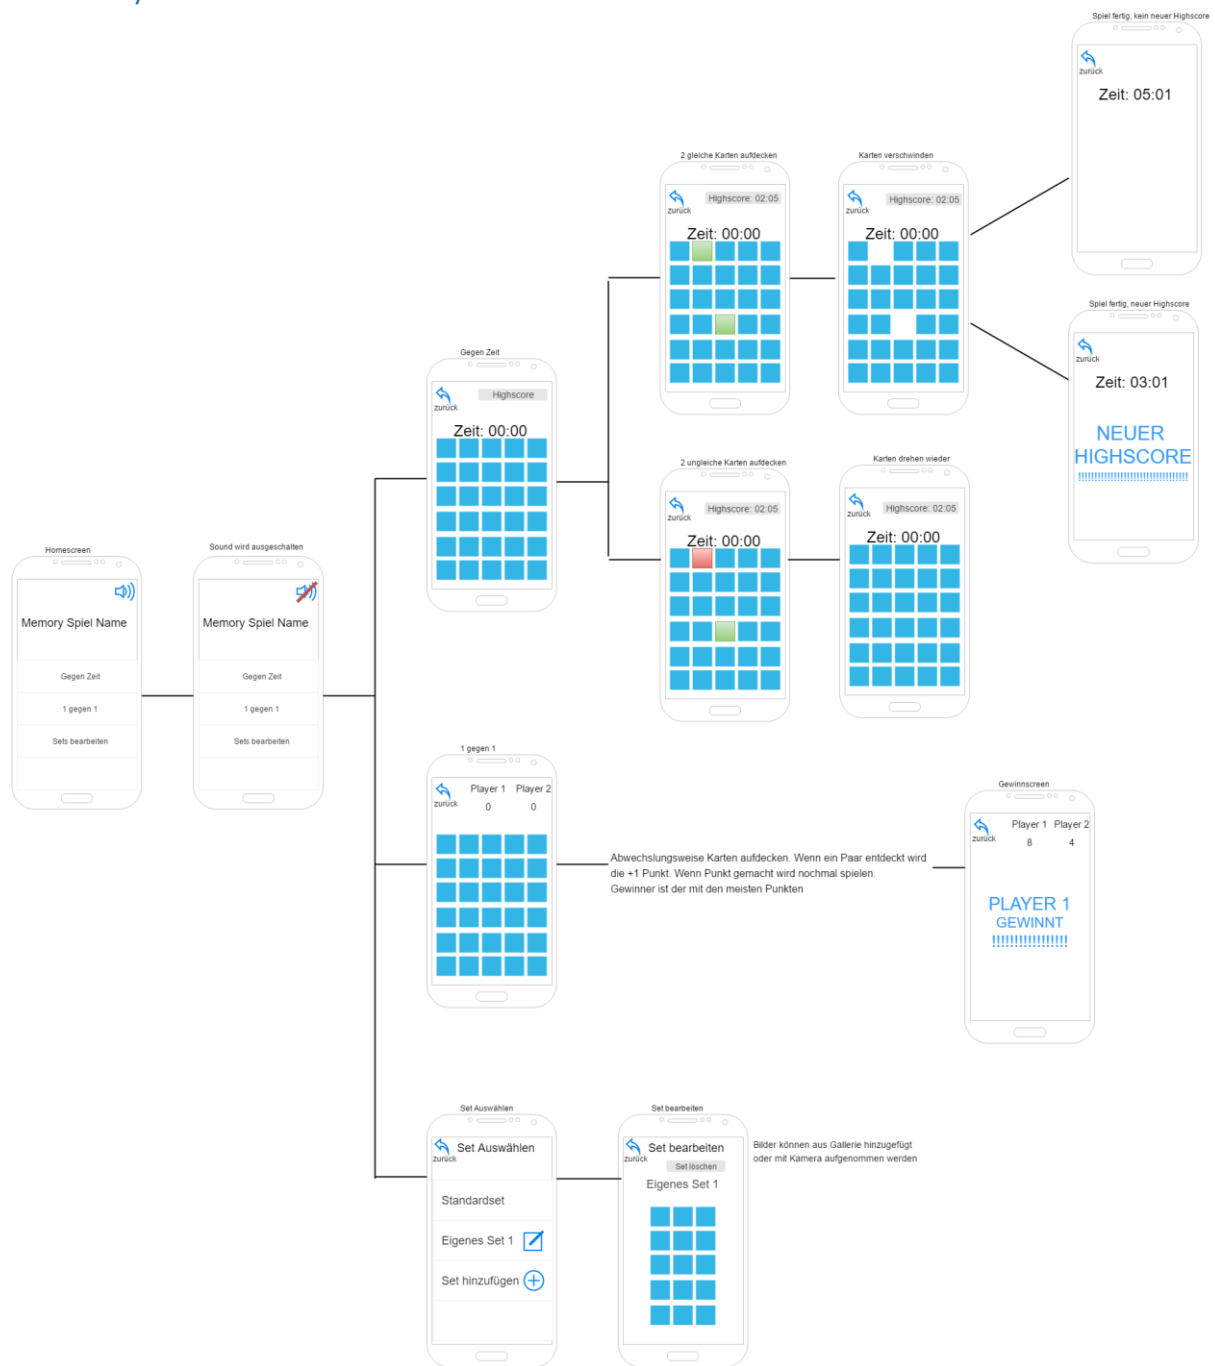 Spiel fertig, kein neuer Highscore
zurück
Zeit: 05:01
2 gleiche Karten aufdecken
zurück
Highscore: 02:05
Zeit: 00:00
Karten verschwinden
zurück
Highscore: 02:05
Zeit: 00:00
Spiel fertig, neuer Highscore
zurück
Zeit: 03:01
NEUER
HIGHSCORE
!!!!!!!!!!!!!!!!!!!!!!!!!!!!!!!!!!
Gegen Zeit
zurück
Highscore
Zeit: 00:00
2 ungleiche Karten aufdecken
zurück
Highscore: 02:05
Zeit: 00:00
Karten drehen wieder
zurück
Highscore: 02:05
Zeit: 00:00
Homescreen
Memory Spiel Name
Gegen Zeit
1 gegen 1
Sets bearbeiten
Sound wird ausgeschalten
Memory Spiel Name
Gegen Zeit
1 gegen 1
Sets bearbeiten
1 gegen 1
zurück
Player 1 Player 2
0 0
Abwechslungsweise Karten aufdecken. Wenn ein Paar entdeckt wird
die +1 Punkt. Wenn Punkt gemacht wird nochmal spielen.
Gewinner ist der mit den meisten Punkten
Gewinnscreen
zurück
Player 1 Player 2
8 4
PLAYER 1
GEWINNT
!!!!!!!!!!!!!!!!!
Set Auswählen
zurück
Set Auswählen
Standardset
Eigenes Set 1
Set hinzufügen
Set bearbeiten
zurück
Set bearbeiten
Set löschen
Eigenes Set 1
Bilder können aus Gallerie hinzugefügt
oder mit Kamera aufgenommen werden